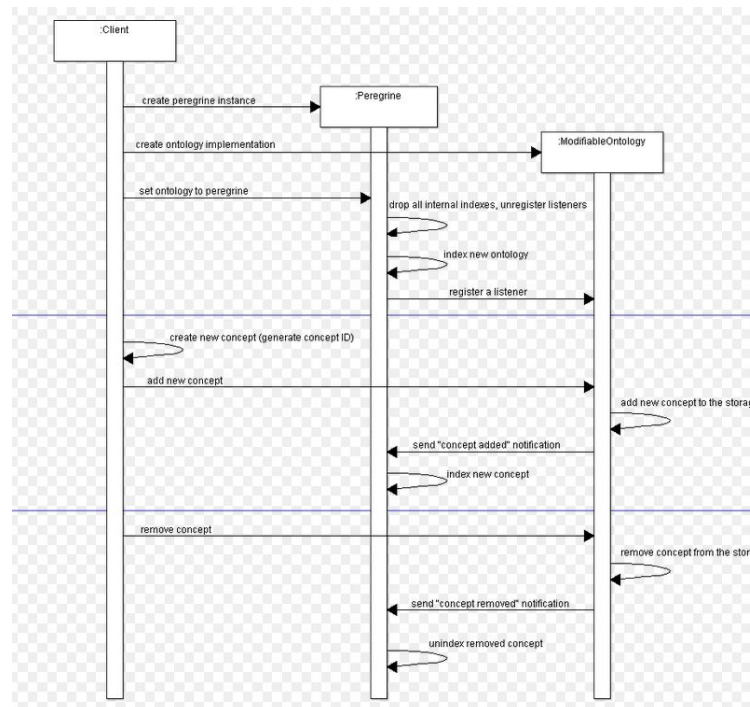 :Client
create peregrine instance
:Peregrine
create ontology implementation
:ModifiableOntology
set ontology to peregrine
drop all internal indexes, unregister listeners
index new ontology
register a listener
create new concept (generate concept ID)
add new concept
add new concept to the storag
send "concept added" notification
index new concept
remove concept
remove concept from the stor
send "concept removed" notification
unindex removed concept